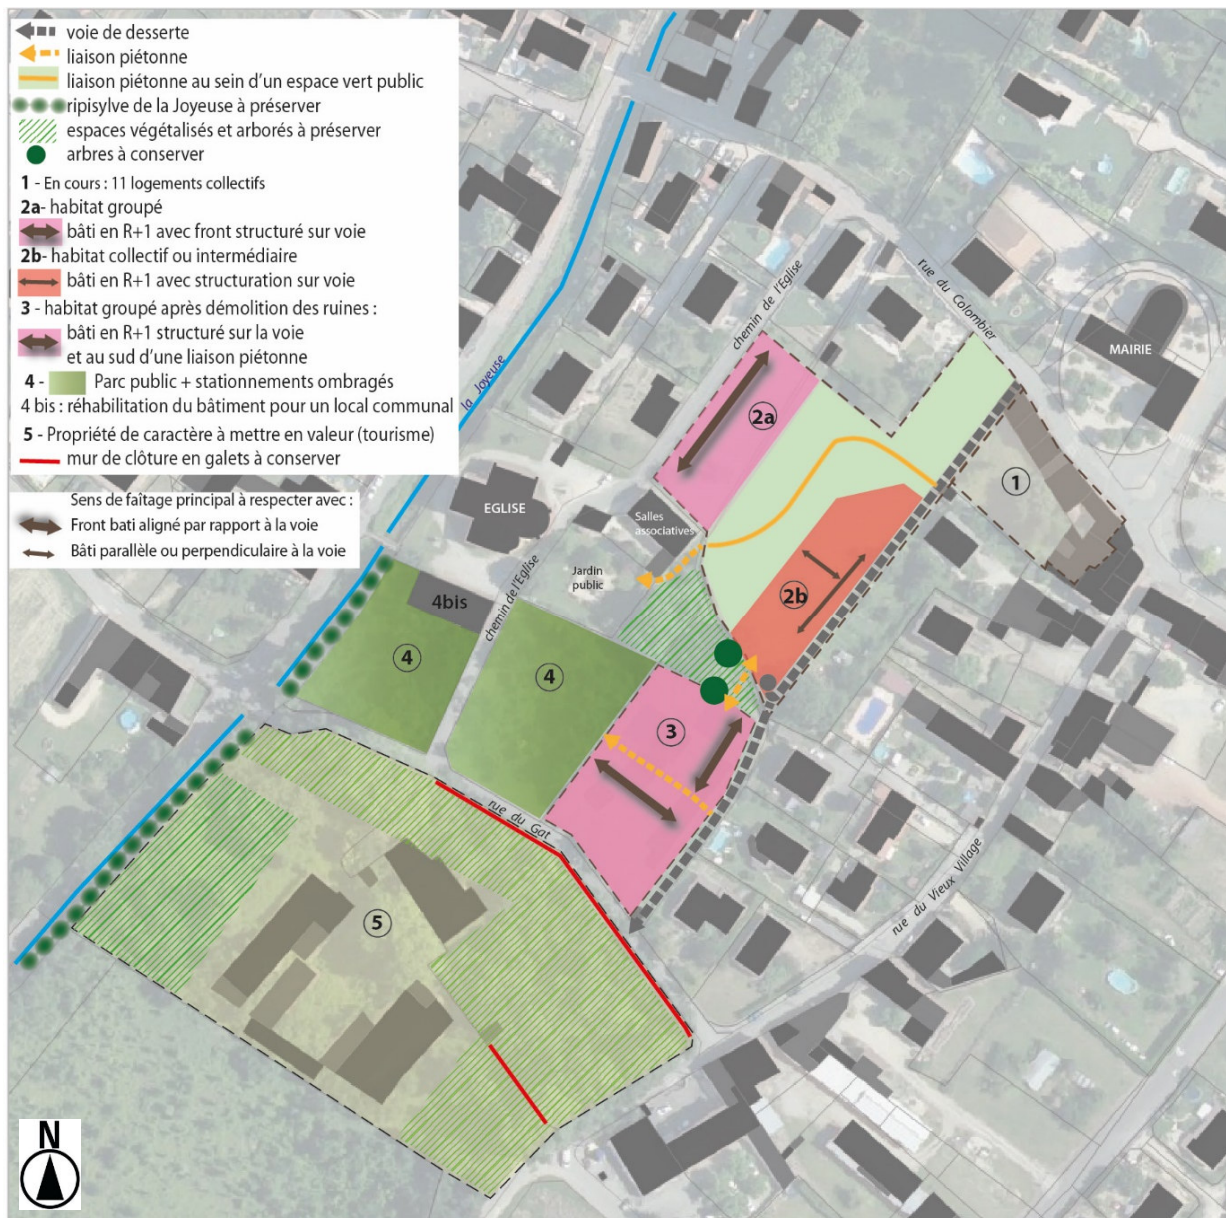 voie de desserte
liaison piétonne
liaison piétonne au sein d'un espace vert public
ripisylve de la Joyeuse à préserver
espaces végétalisés et arborés à préserver
arbres à conserver
1 - En cours : 11 logements collectifs
2a- habitat groupé
bâti en R+1 avec front structuré sur voie
2b- habitat collectif ou intermédiaire
bâti en R+1 avec structuration sur voie
3 - habitat groupé après démolition des ruines :
bâti en R+1 structuré sur la voie
et au sud d'une liaison piétonne
4 - Parc public + stationnements ombragés
4 bis : réhabilitation du bâtiment pour un local communal
5 - Propriété de caractère à mettre en valeur (tourisme)
mur de clôture en galets à conserver
Sens de faîtage principal à respecter avec :
Front bati aligné par rapport à la voie
Bâti parallèle ou perpendiculaire à la voie
la Joyeuse
chemin de l'Eglise
rue du Colombier
MAIRIE
2a
1
EGLISE
Salles
associatives
Jardin
public
chemin de l'Eglise
4bis
2b
4
4
3
rue du Gat
rue du Vieux Village
5
N